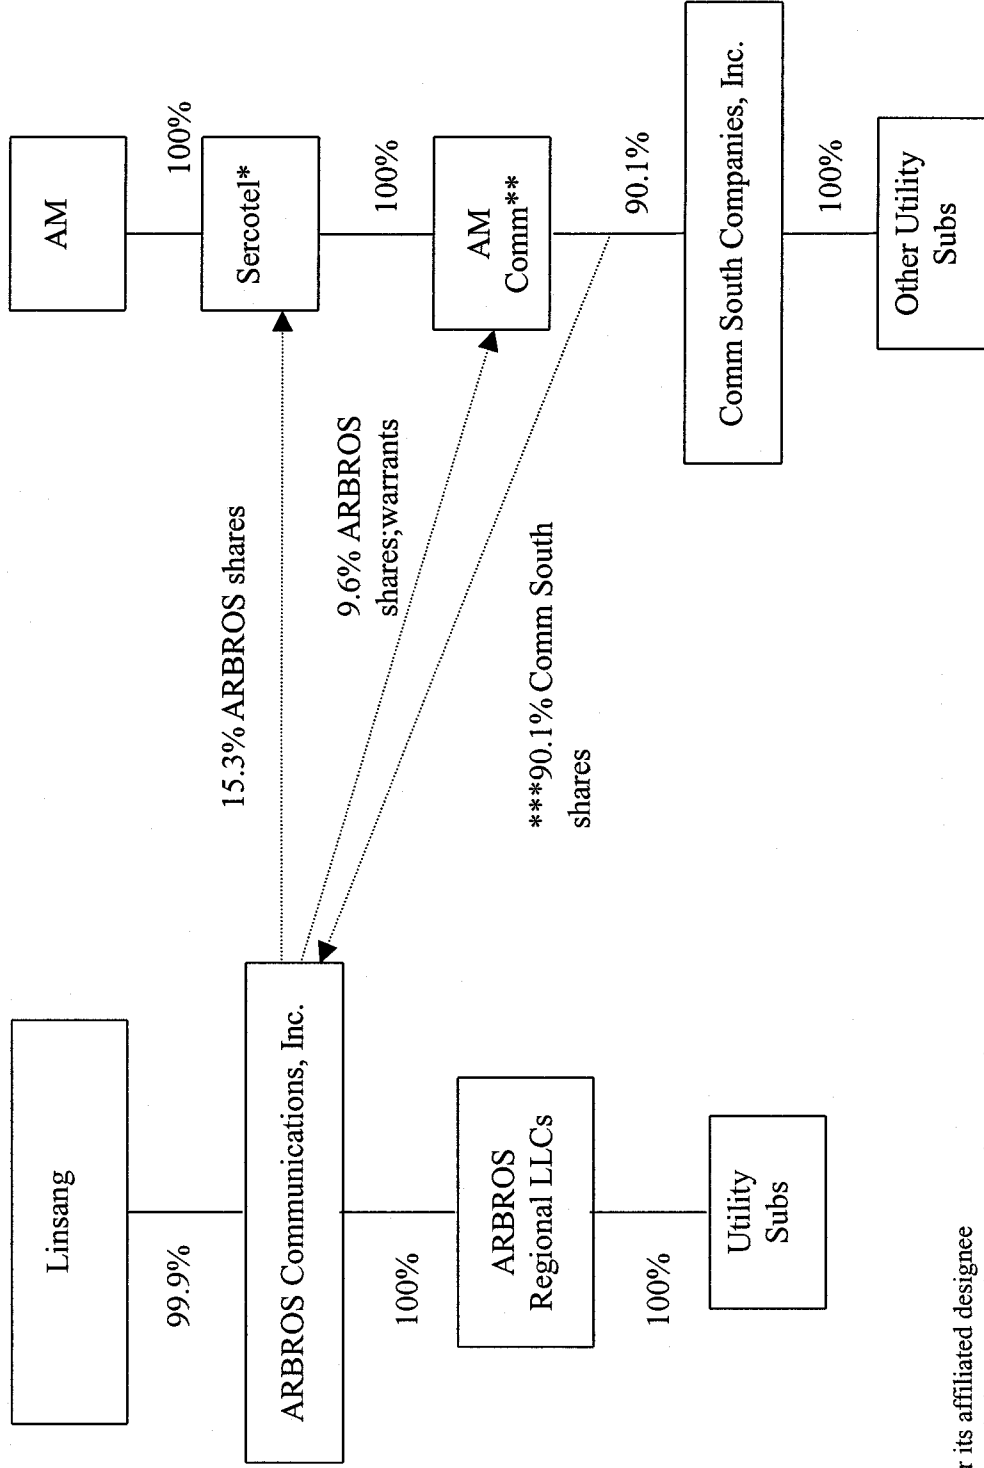 Linsang
99.9%
ARBROS Communications, Inc.
100%
ARBROS
Regional LLCs
100%
Utility
Subs
15.3% ARBROS shares
9.6% ARBROS
shares;warrants
***90.1% Comm South
shares
AM
100%
Sercotel*
100%
AM
Comm**
90.1%
Comm South Companies, Inc.
100%
Other Utility
Subs
its affiliated designee